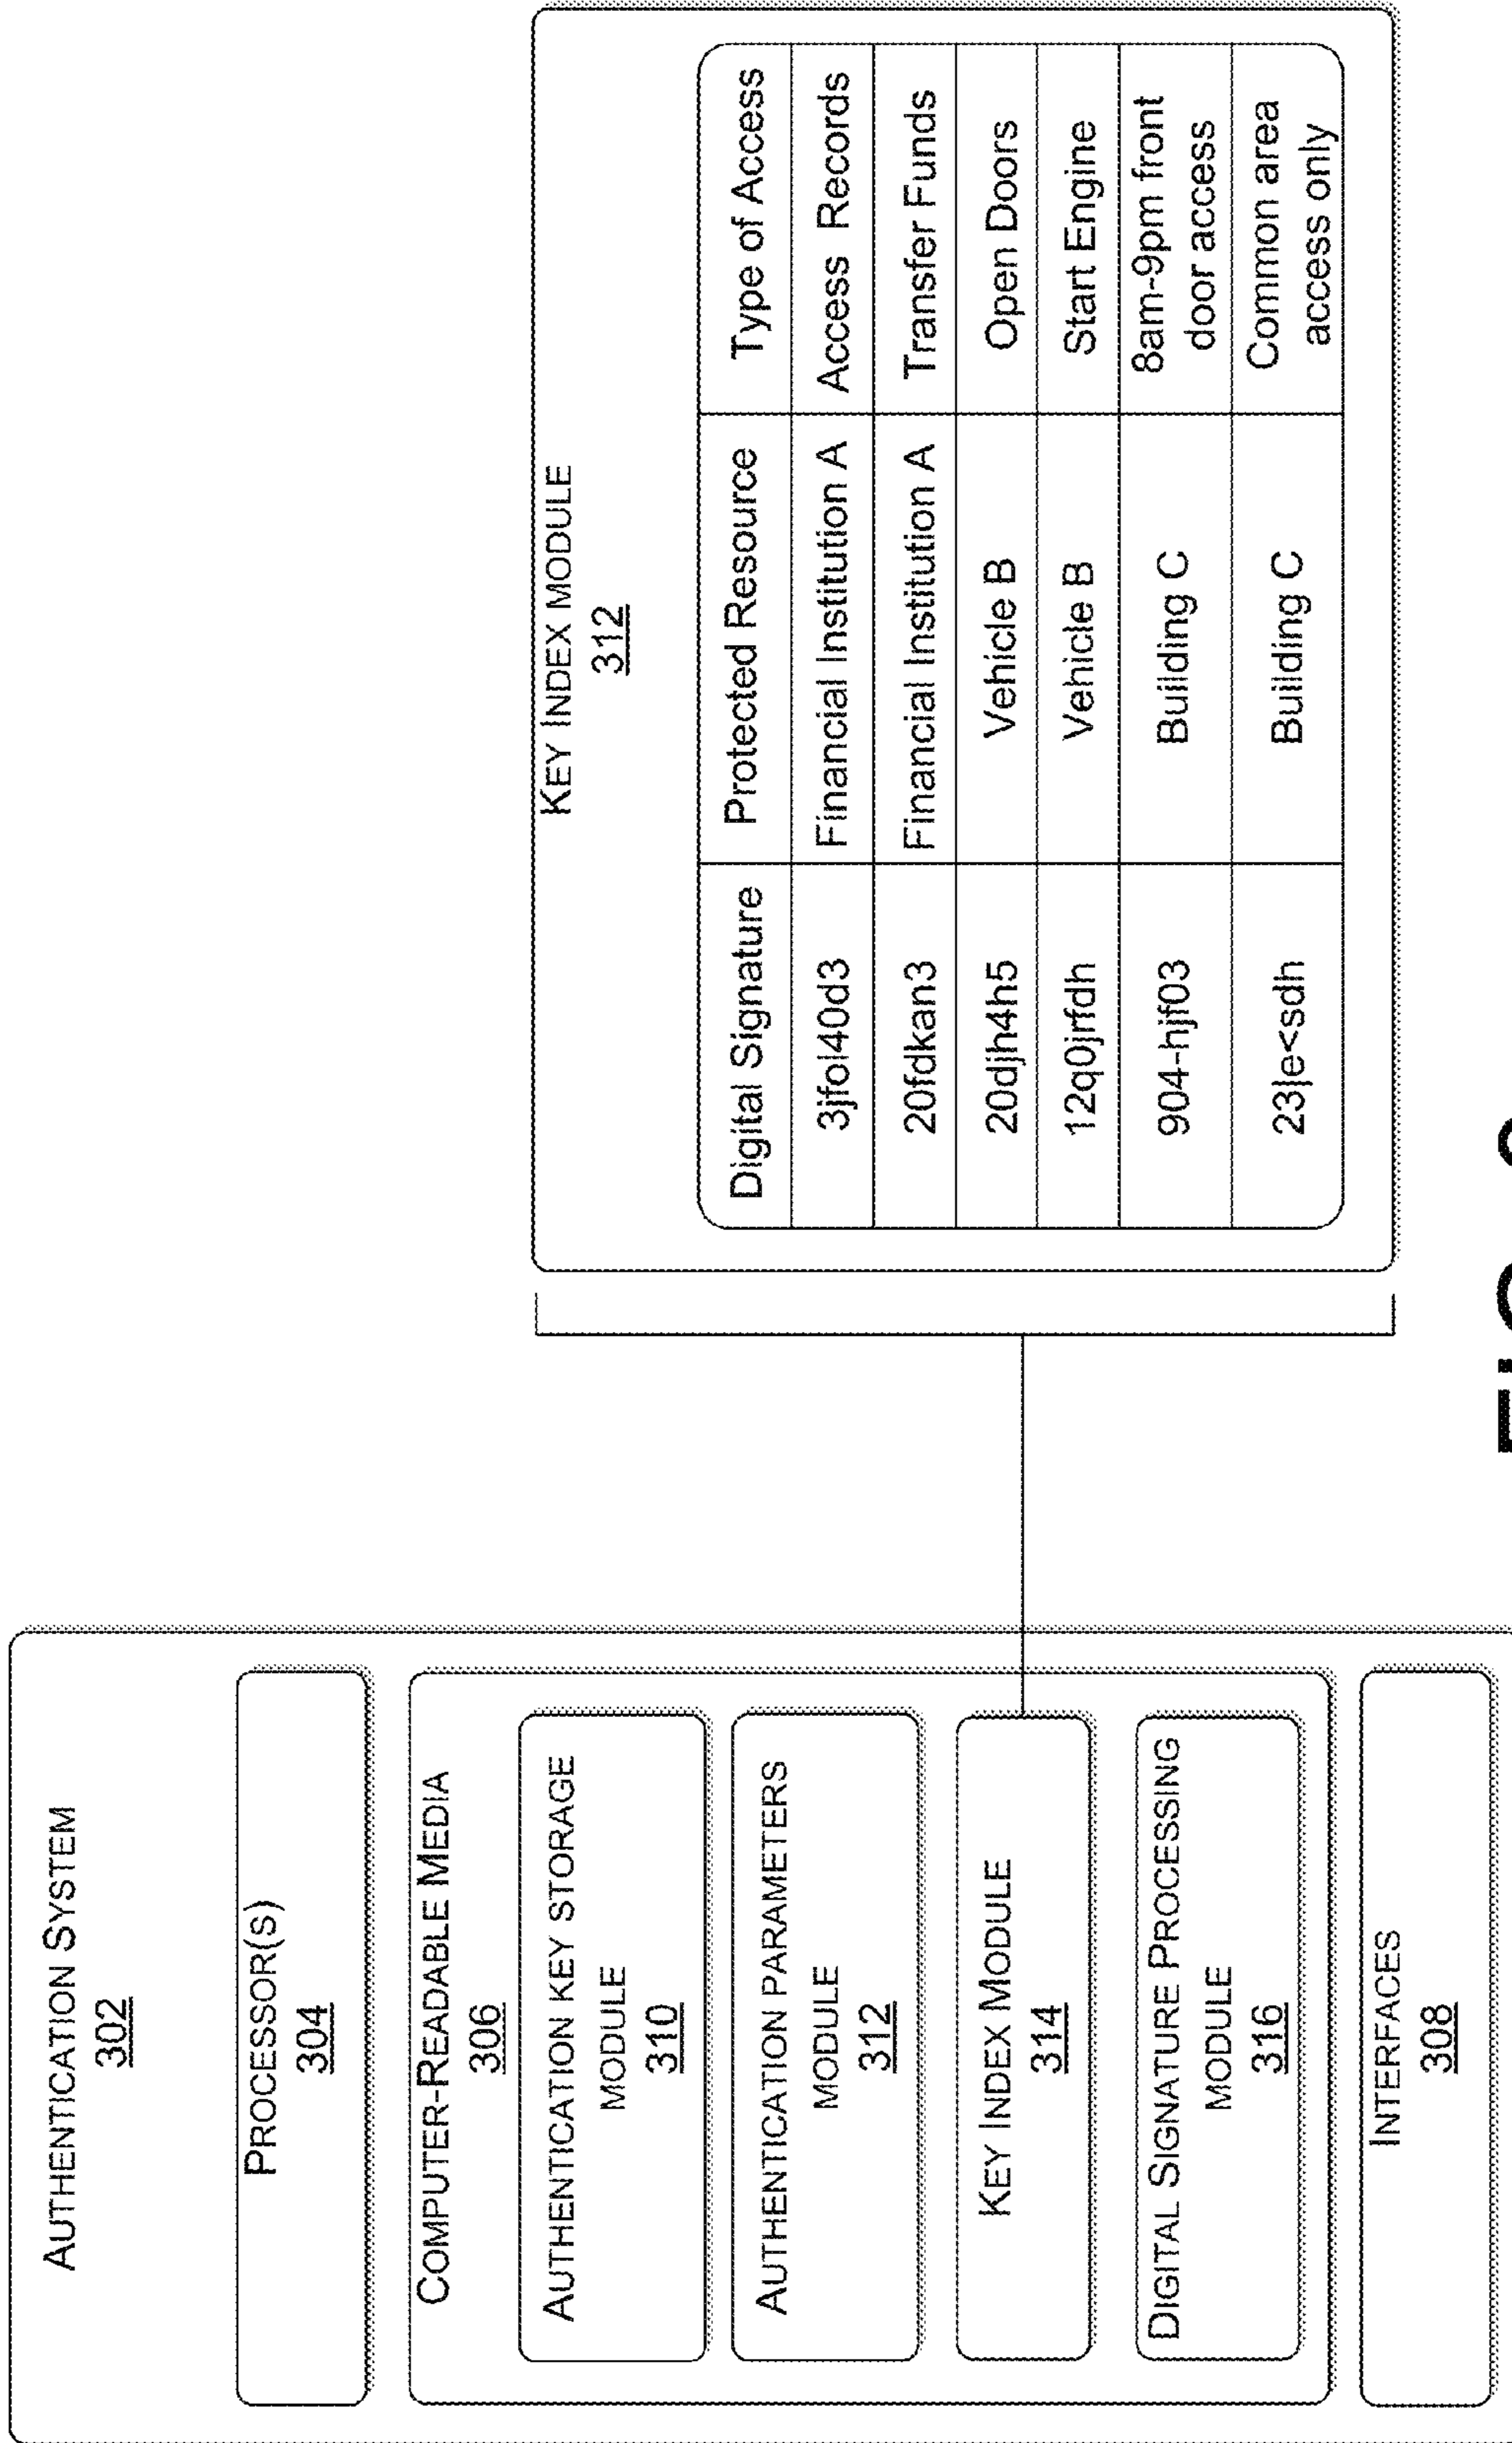 AUTHENTICATION SYSTEM
302
PROCESSOR(S)
304
COMPUTER-READABLE MEDIA
306
AUTHENTICATION KEY STORAGE
MODULE
310
AUTHENTICATION PARAMETERS
MODULE
312
KEY INDEX MODULE
314
DIGITAL SIGNATURE PROCESSING
MODULE
316
INTERFACES
308
KEY INDEX MODULE
312
Digital Signature Protected Resource Type of Access
3jfol40d3 Financial Institution A Access Records
20fdkan3 Financial Institution A Transfer Funds
20djh4h5 Vehicle B Open Doors
12q0jrfdh Vehicle B Start Engine
904-hjf03 Building C 8am-9pm front
door access
Building C Common area
access only